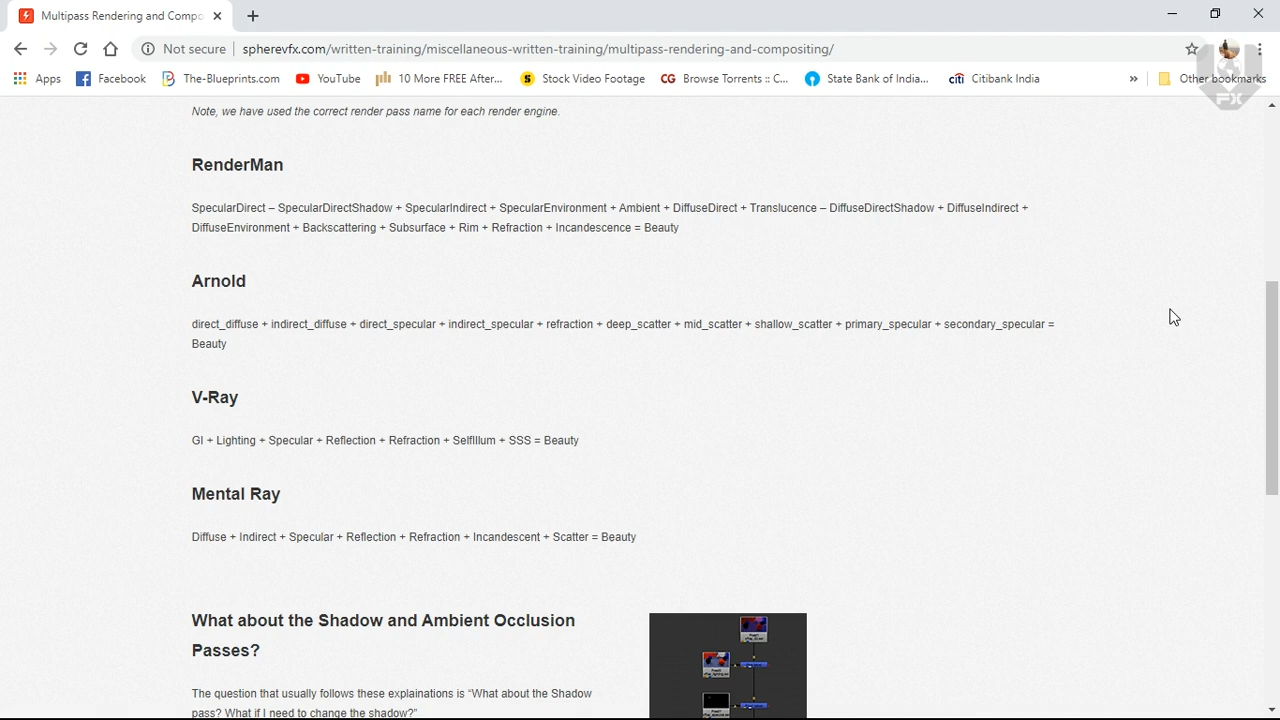 Multipass Rendering and Compo
Not secure
spherevfx.com/written-training/miscellaneous-written-training/multipass-rendering-and-compositing/
Apps
Facebook
The-Blueprints.com
YouTube
10 More FREE After...
Stock Video Footage
CG Browse Torrents :: C...
State Bank of India...
citi Citibank India
»
Other bookmarks
FX
Note, we have used the correct render pass name for each render engine.
RenderMan
SpecularDirect – SpecularDirectShadow + SpecularIndirect + SpecularEnvironment + Ambient + DiffuseDirect + Translucence – DiffuseDirectShadow + DiffuseIndirect +
DiffuseEnvironment + Backscattering + Subsurface + Rim + Refraction + Incandescence = Beauty
Arnold
direct_diffuse + indirect_diffuse + direct_specular + indirect_specular + refraction + deep_scatter + mid_scatter + shallow_scatter + primary_specular + secondary_specular =
Beauty
V-Ray
GI + Lighting + Specular + Reflection + Refraction + SelfIllum + SSS = Beauty
Mental Ray
Diffuse + Indirect + Specular + Reflection + Refraction + Incandescent + Scatter = Beauty
What about the Shadow and Ambient Occlusion
Passes?
The question that usually follows these explainations is “What about the Shadow
pass? What if I need to change the shadow?”